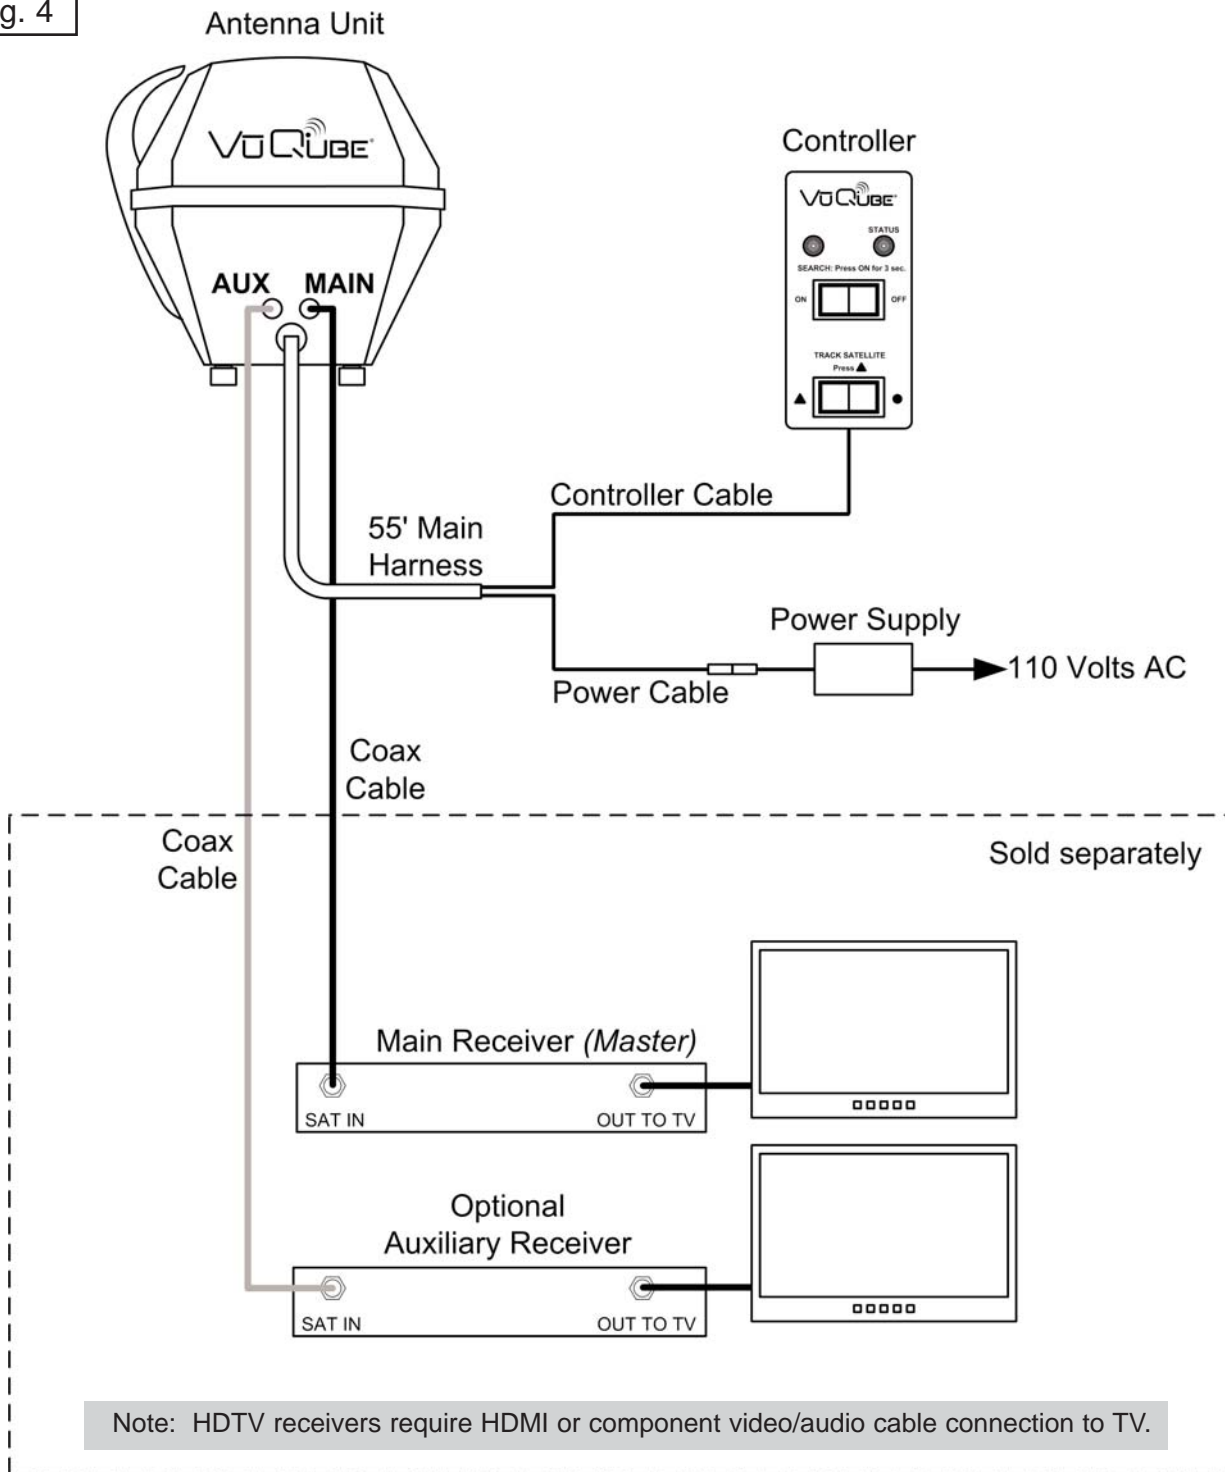 g. 4
Antenna Unit
VūQube®
AUX MAIN
Controller
VūQube®
STATUS
SEARCH: Press ON for 3 sec.
ON OFF
TRACK SATELLITE
Press ▲
▲ ●
Controller Cable
55' Main
Harness
Power Supply
110 Volts AC
Power Cable
Coax
Cable
Coax
Cable
Sold separately
Main Receiver (Master)
SAT IN OUT TO TV
Optional
Auxiliary Receiver
SAT IN OUT TO TV
Note: HDTV receivers require HDMI or component video/audio cable connection to TV.